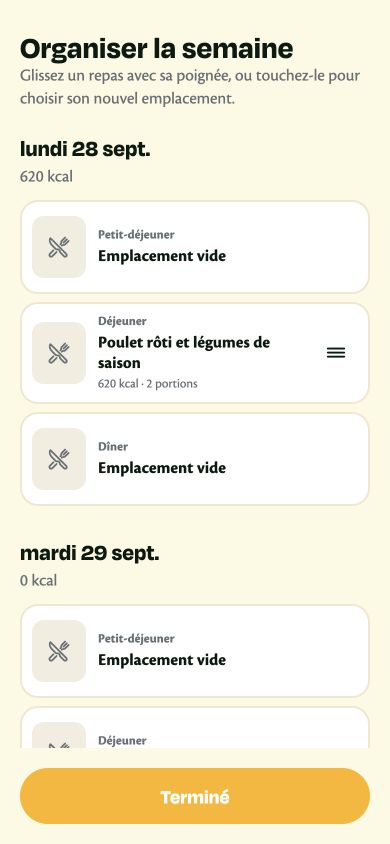 Organiser la semaine
Glissez un repas avec sa poignée, ou touchez-le pour
choisir son nouvel emplacement.
lundi 28 sept.
620 kcal
Petit-déjeuner
Emplacement vide
Déjeuner
Poulet rôti et légumes de
saison
620 kcal · 2 portions
Dîner
Emplacement vide
mardi 29 sept.
0 kcal
Petit-déjeuner
Emplacement vide
Déjeuner
Terminé